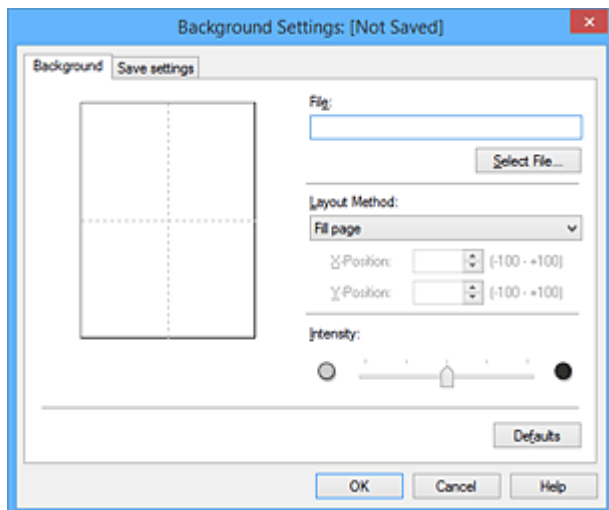 Background Settings: [Not Saved]
Background
Save settings
File:
Select File...
Layout Method:
Fill page
X-Position:
(-100 - +100)
Y-Position:
(-100 - +100)
Intensity:
Defaults
OK
Cancel
Help